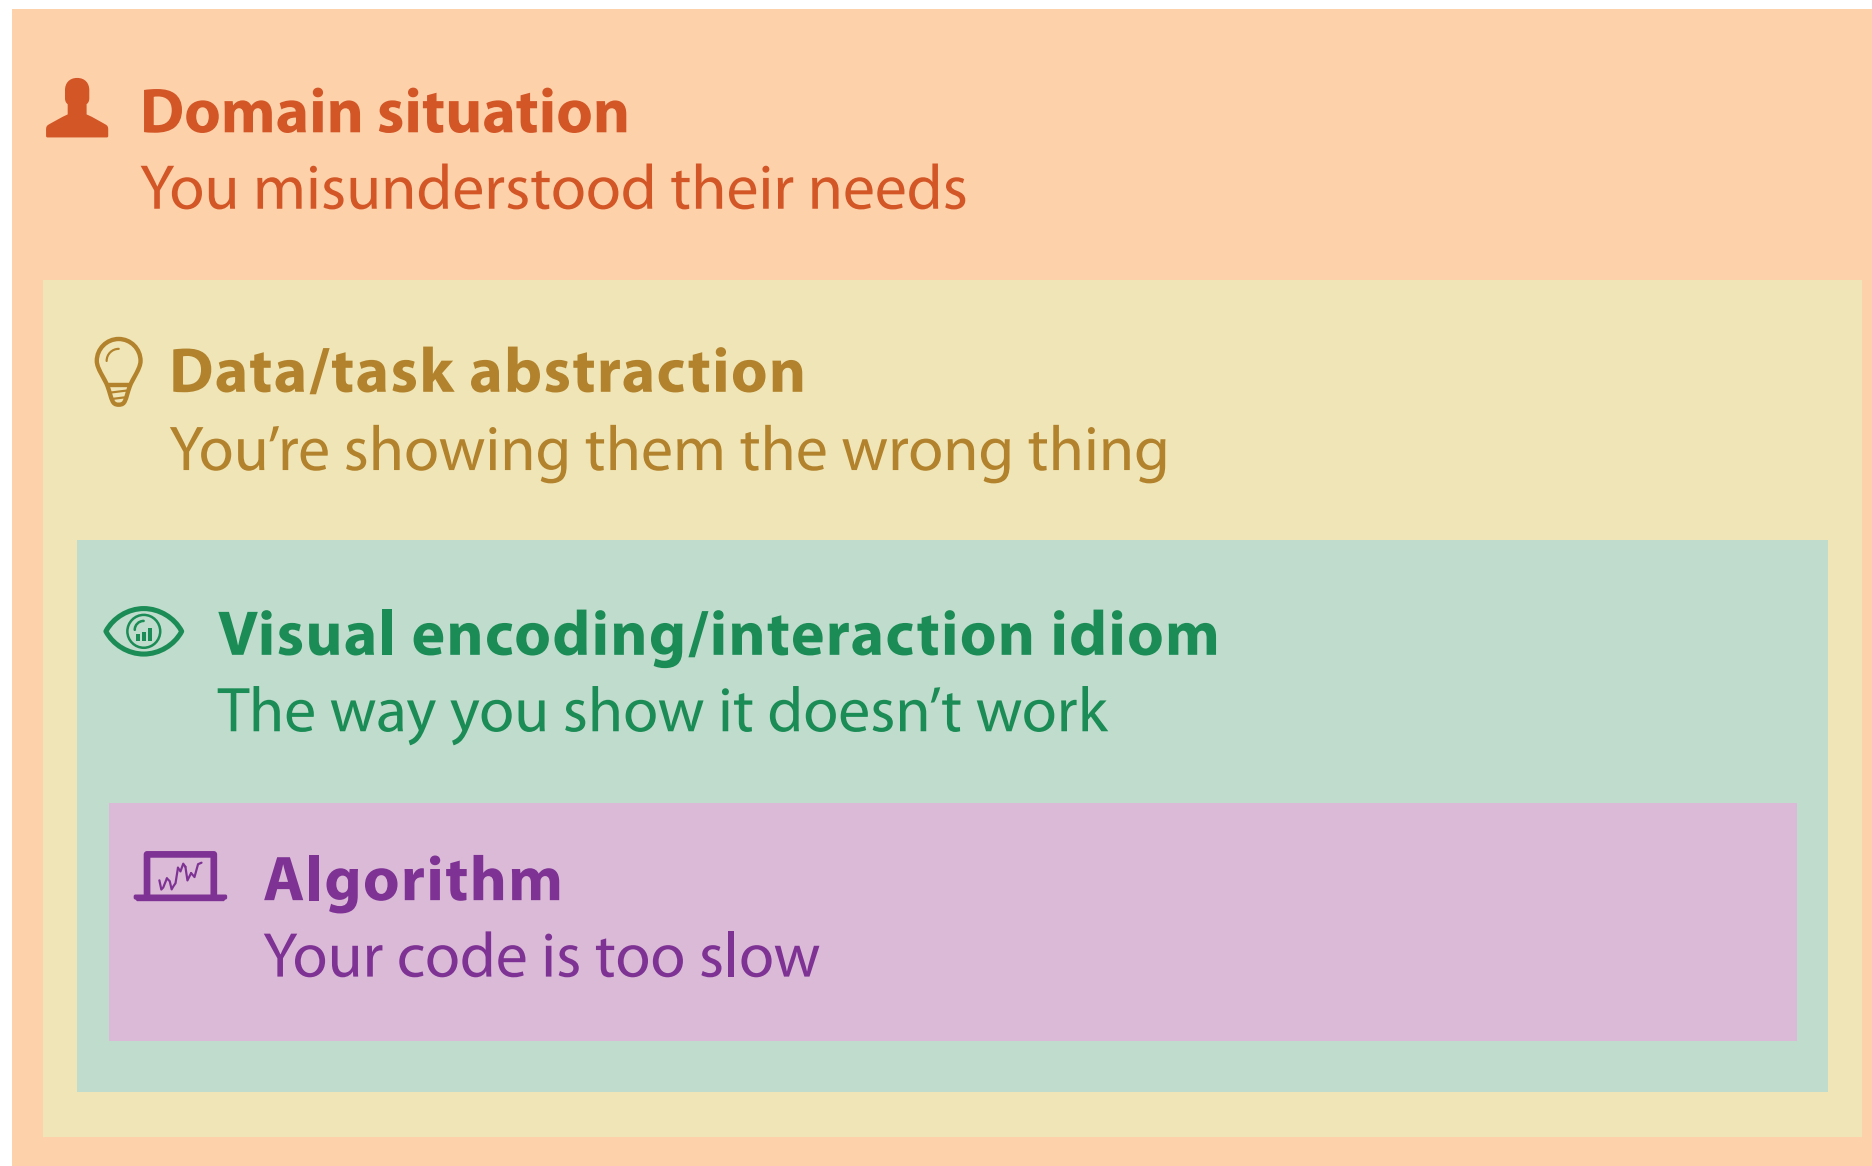 Domain situation
You misunderstood their needs
Data/task abstraction
You’re showing them the wrong thing
Visual encoding/interaction idiom
The way you show it doesn’t work
Algorithm
Your code is too slow